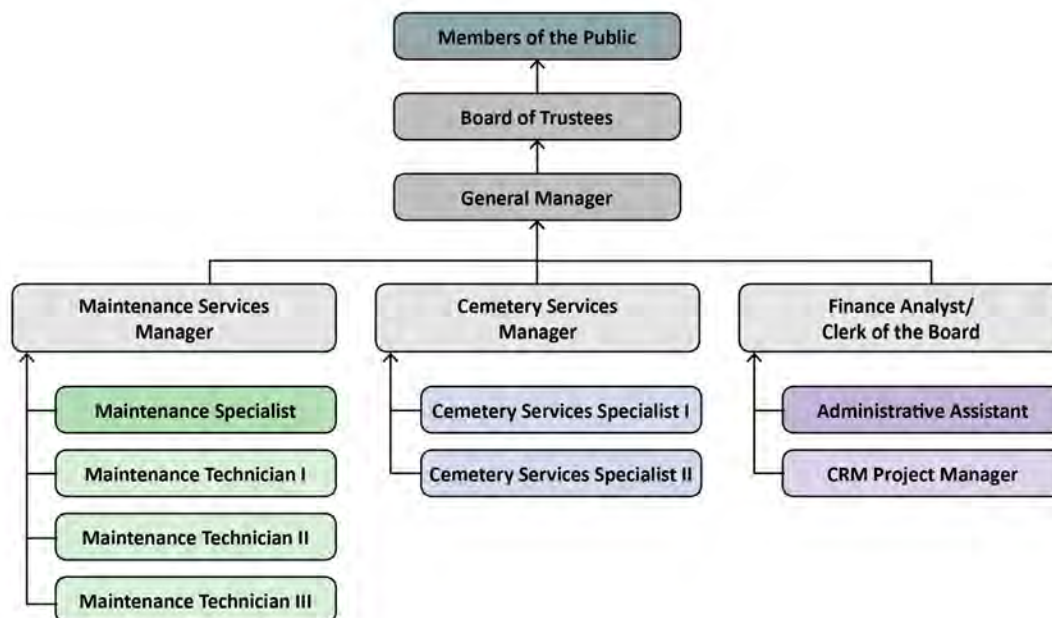 Members of the Public
Board of Trustees
General Manager
Maintenance Services
Manager
Maintenance Specialist
Maintenance Technician I
Maintenance Technician II
Maintenance Technician III
Cemetery Services
Manager
Cemetery Services Specialist I
Cemetery Services Specialist II
Finance Analyst/
Clerk of the Board
Administrative Assistant
CRM Project Manager